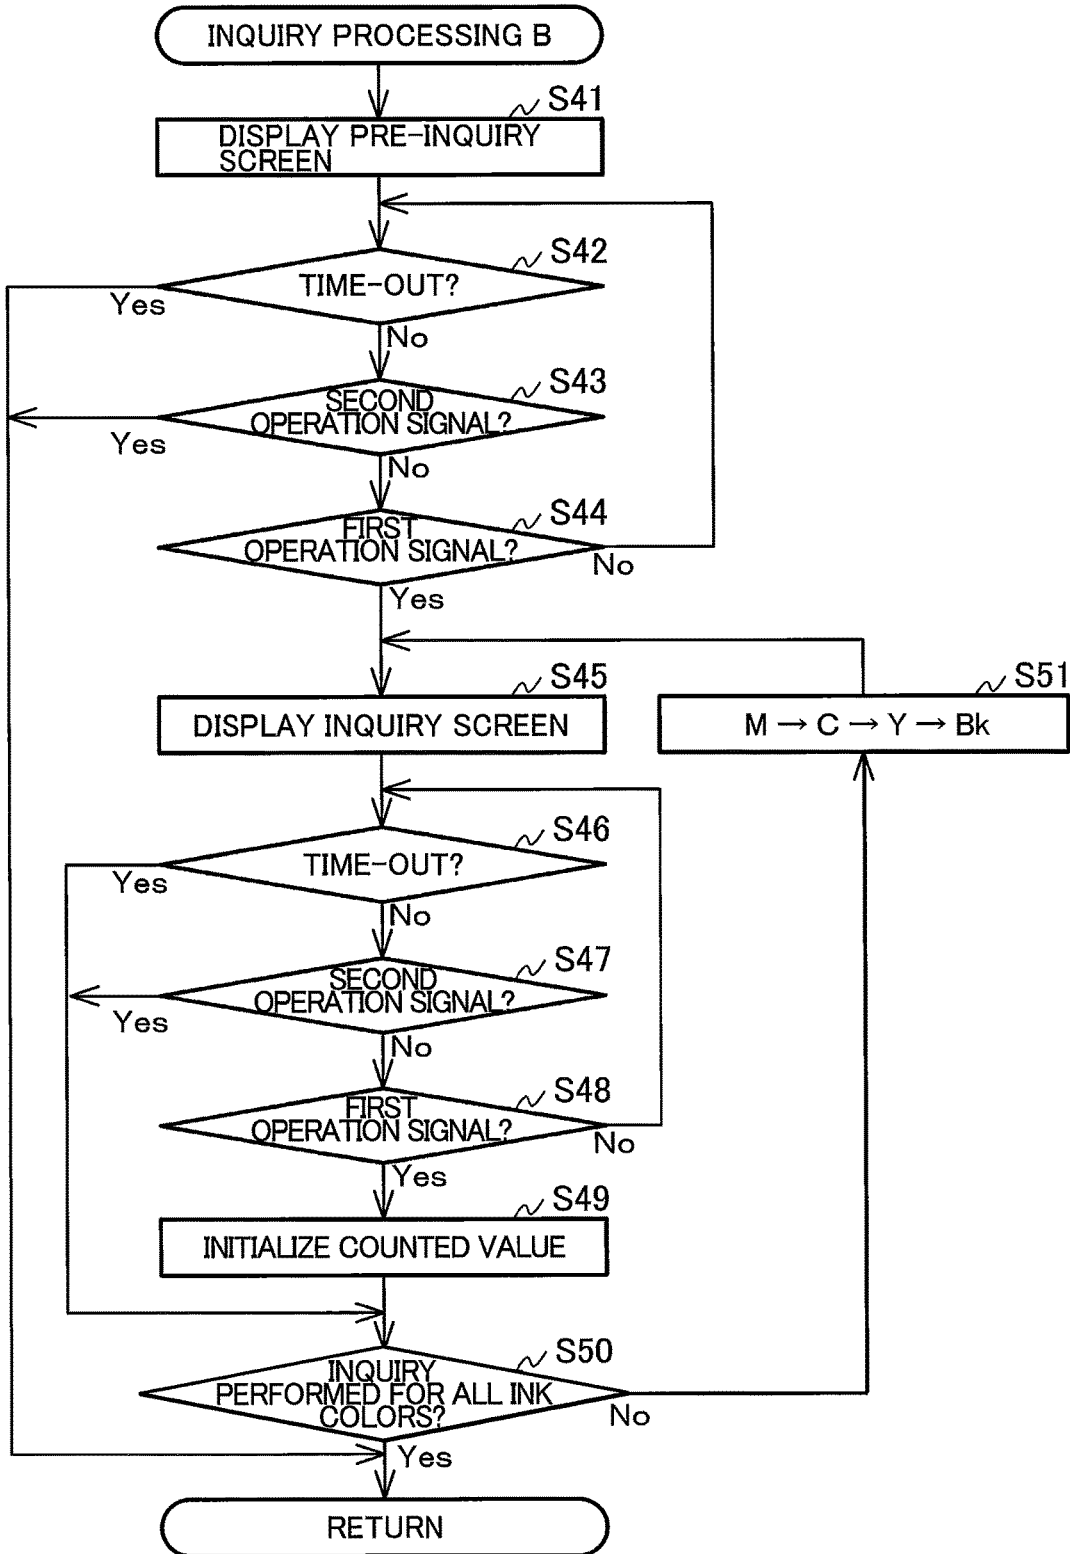 INQUIRY PROCESSING B
S41
DISPLAY PRE-INQUIRY
SCREEN
S42
TIME-OUT?
Yes
No
S43
SECOND
OPERATION SIGNAL?
Yes
No
S44
FIRST
OPERATION SIGNAL?
No
Yes
S45
DISPLAY INQUIRY SCREEN
S51
M → C → Y → Bk
S46
TIME-OUT?
Yes
No
S47
SECOND
OPERATION SIGNAL?
Yes
No
S48
FIRST
OPERATION SIGNAL?
No
Yes
S49
INITIALIZE COUNTED VALUE
S50
INQUIRY
PERFORMED FOR ALL INK
COLORS?
No
Yes
RETURN